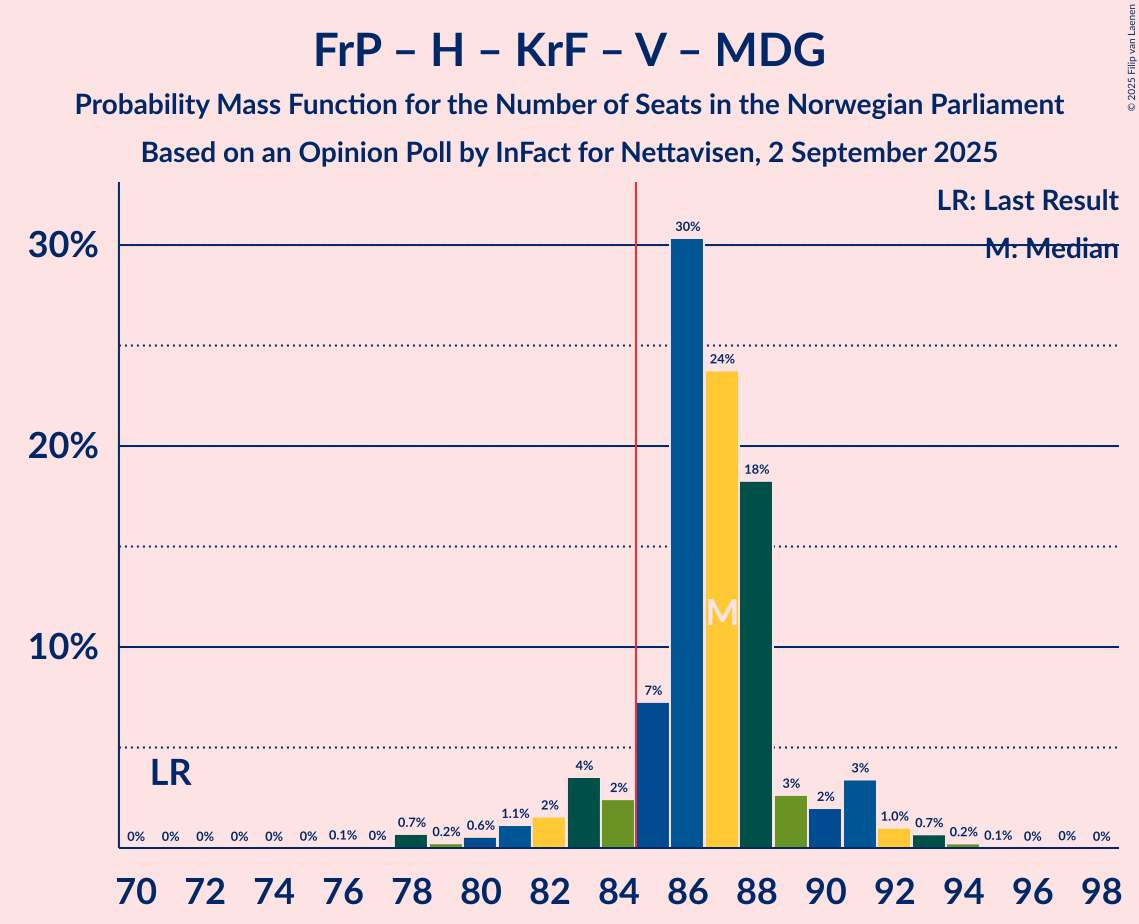 FrP – H – KrF – V – MDG
Probability Mass Function for the Number of Seats in the Norwegian Parliament
Based on an Opinion Poll by InFact for Nettavisen, 2 September 2025
© 2025 Filip van Laenen
LR: Last Result
M: Median
30%
20%
10%
30%
24%
18%
7%
M
LR
0% 0% 0% 0% 0% 0% 0.1% 0% 0.7% 0.2% 0.6% 1.1% 2% 4% 2% 3% 2% 3% 1.0% 0.7% 0.2% 0.1% 0% 0% 0%
70 72 74 76 78 80 82 84 86 88 90 92 94 96 98